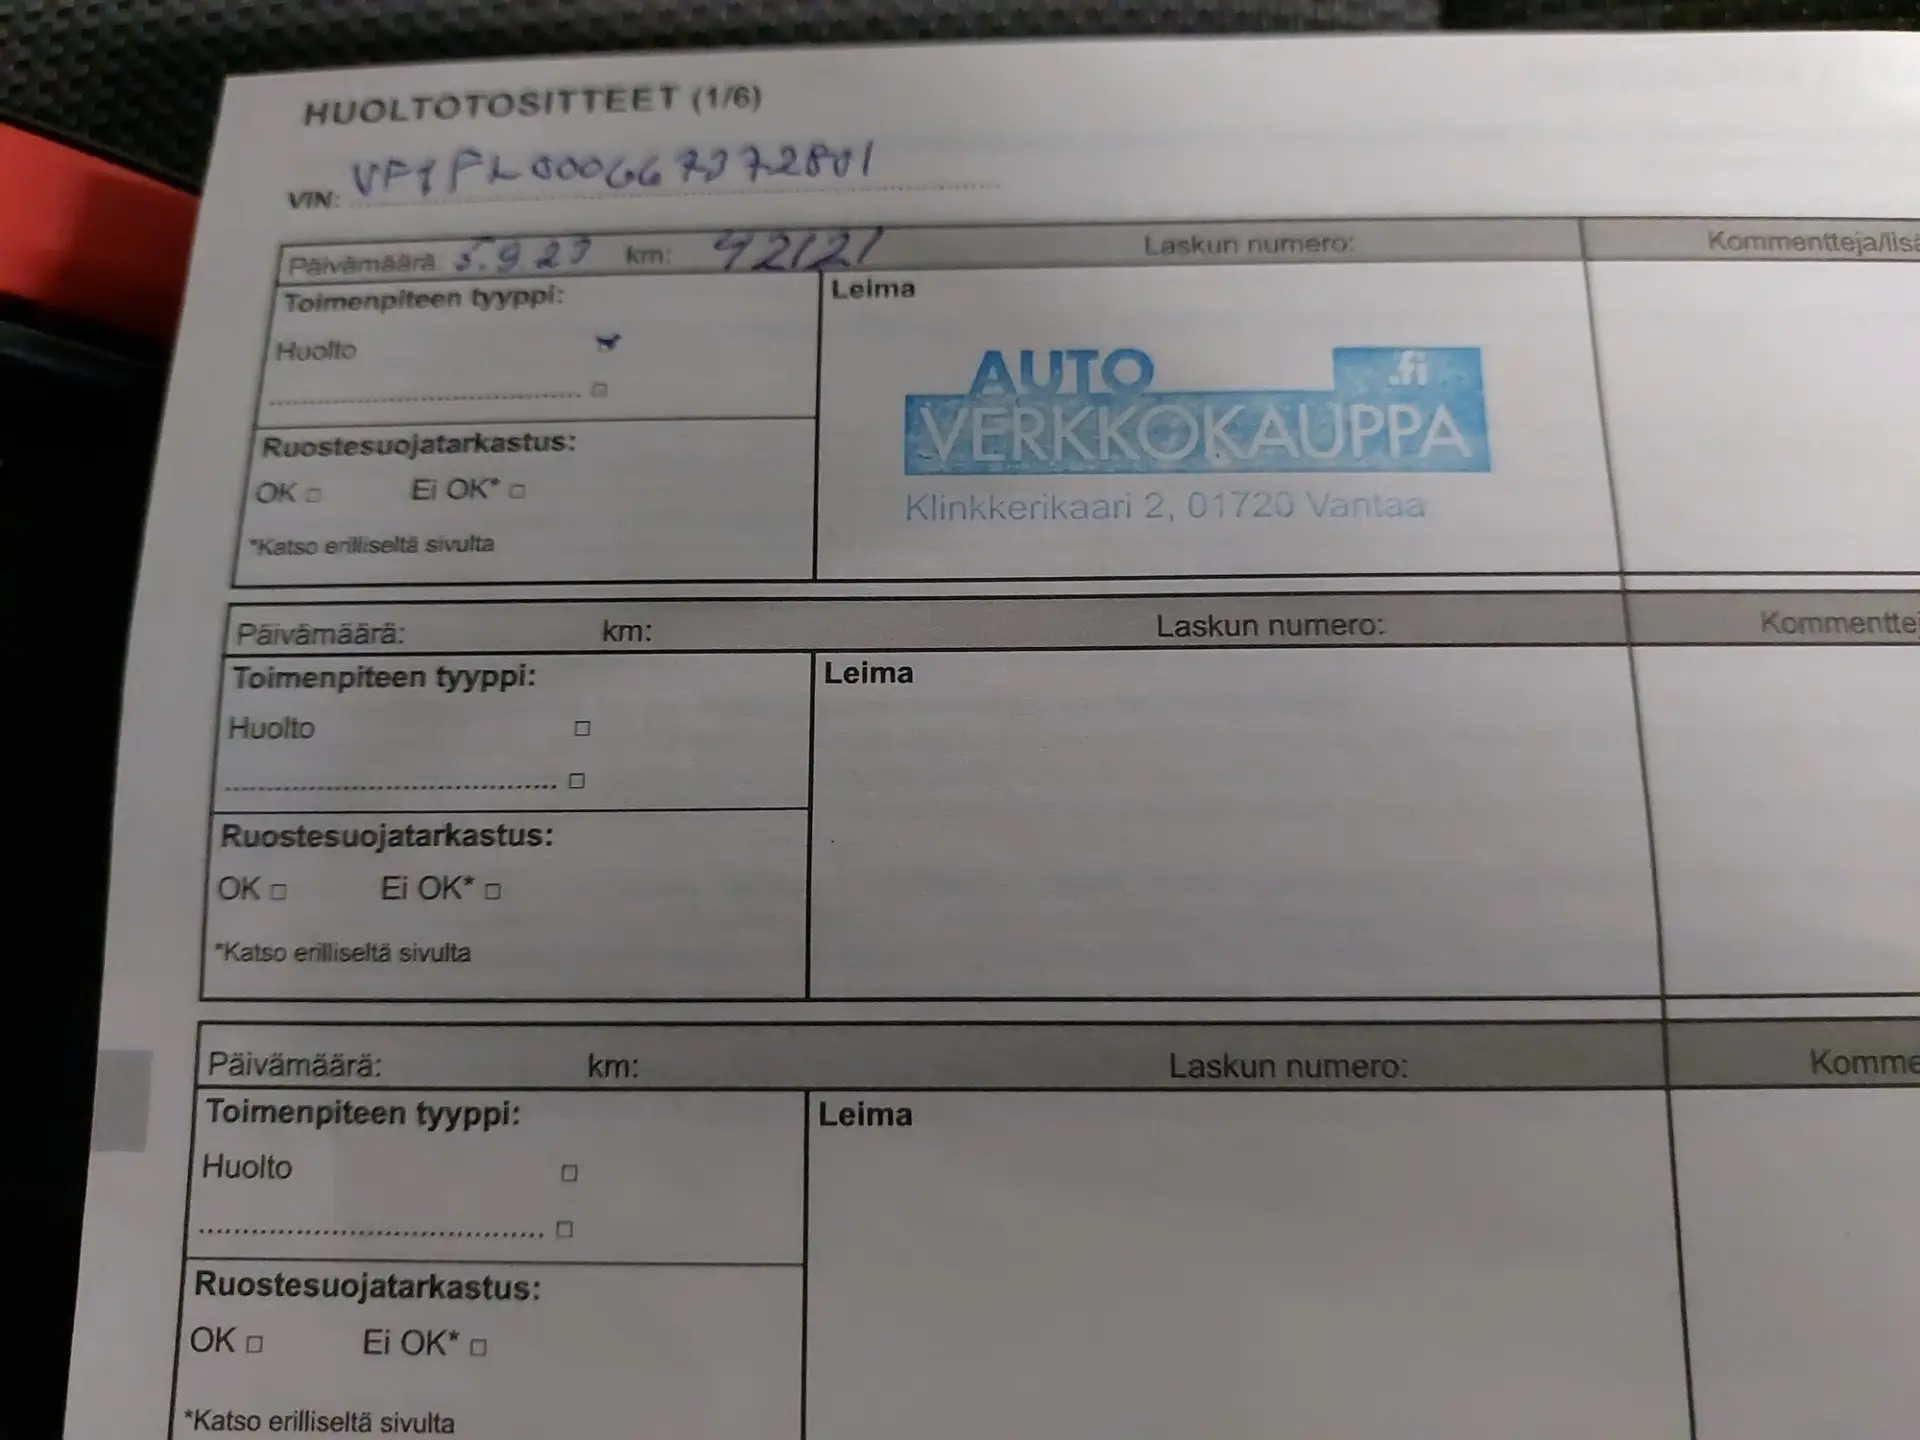 HUOLTOTOSITTEET (1/6)
VIN: VF1FL000667372801
Päivämäärä: 5.9.23 km: 42121 Laskun numero: Kommentteja/lisä
Toimenpiteen tyyppi:
Leima
Huolto
AUTO .fi
VERKKOKAUPPA
Klinkkerikaari 2, 01720 Vantaa
Ruostesuojatarkastus:
OK □ Ei OK* □
*Katso erilliseltä sivulta
Päivämäärä: km: Laskun numero: Kommenttej
Toimenpiteen tyyppi:
Leima
Huolto □
□
Ruostesuojatarkastus:
OK □ Ei OK* □
*Katso erilliseltä sivulta
Päivämäärä: km: Laskun numero: Komme
Toimenpiteen tyyppi:
Leima
Huolto □
□
Ruostesuojatarkastus:
OK □ Ei OK* □
*Katso erilliseltä sivulta